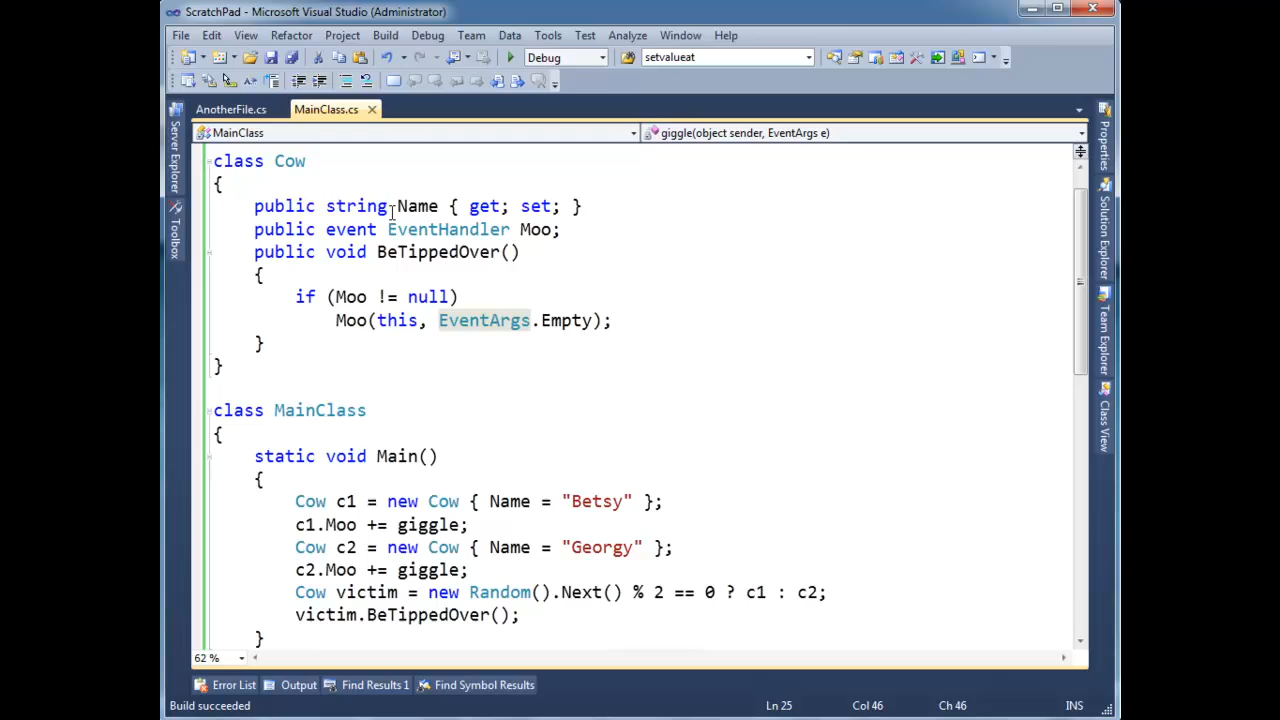 ScratchPad - Microsoft Visual Studio (Administrator)
File Edit View Refactor Project Build Debug Team Data Tools Test Analyze Window Help
Debug setvalueat
AnotherFile.cs MainClass.cs
MainClass giggle(object sender, EventArgs e)
Server Explorer
Toolbox
class Cow
{
public string Name { get; set; }
public event EventHandler Moo;
public void BeTippedOver()
{
if (Moo != null)
Moo(this, EventArgs.Empty);
}
}
class MainClass
{
static void Main()
{
Cow c1 = new Cow { Name = "Betsy" };
c1.Moo += giggle;
Cow c2 = new Cow { Name = "Georgy" };
c2.Moo += giggle;
Cow victim = new Random().Next() % 2 == 0 ? c1 : c2;
victim.BeTippedOver();
}
Properties
Solution Explorer
Team Explorer
Class View
62 %
Error List Output Find Results 1 Find Symbol Results
Build succeeded Ln 25 Col 46 Ch 46 INS